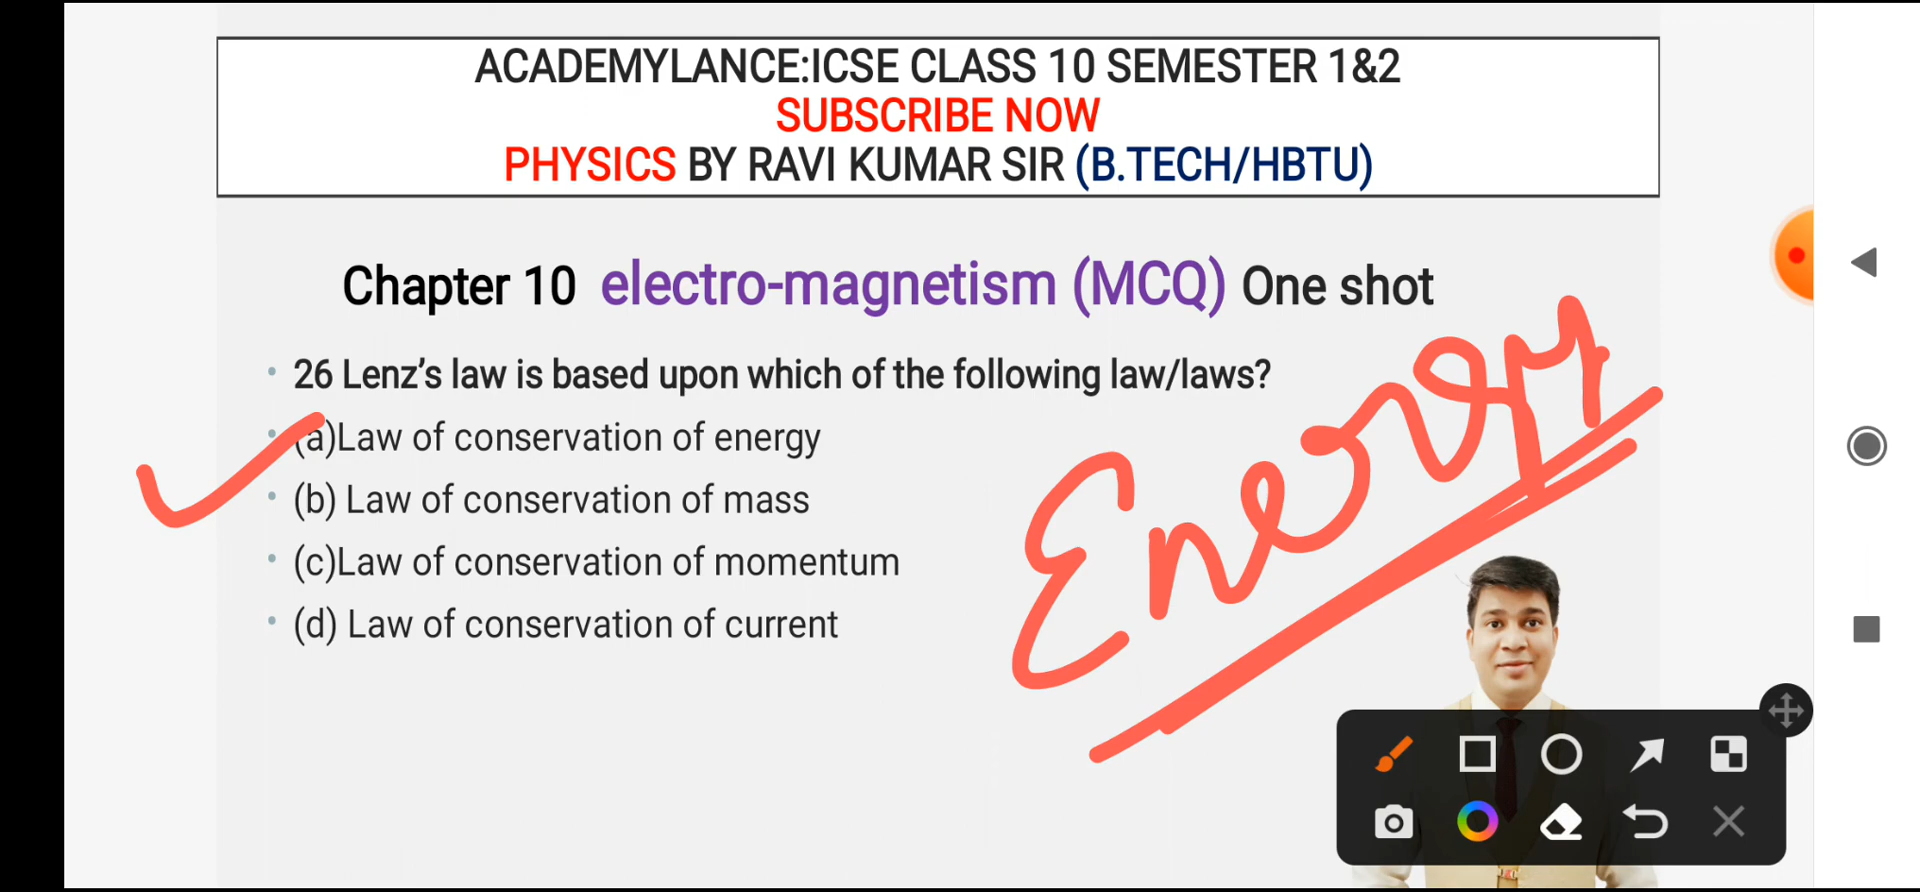 ACADEMYLANCE:ICSE CLASS 10 SEMESTER 1&2
SUBSCRIBE NOW
PHYSICS BY RAVI KUMAR SIR (B.TECH/HBTU)
Chapter 10 electro-magnetism (MCQ) One shot
• 26 Lenz’s law is based upon which of the following law/laws?
• (a)Law of conservation of energy
• (b) Law of conservation of mass
• (c)Law of conservation of momentum
• (d) Law of conservation of current
Energy